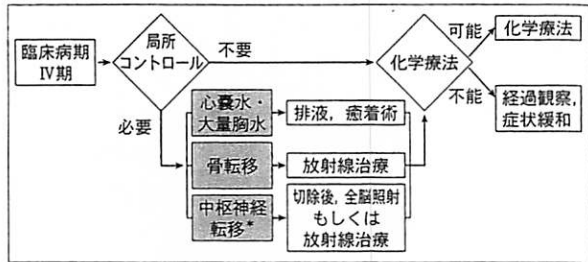 臨床病期
IV期
局所
コントロール
不要
必要
心嚢水・
大量胸水
排液，癒着術
骨転移
放射線治療
中枢神経
転移*
切除後，全脳照射
もしくは
放射線治療
化学療法
可能
化学療法
不能
経過観察，
症状緩和